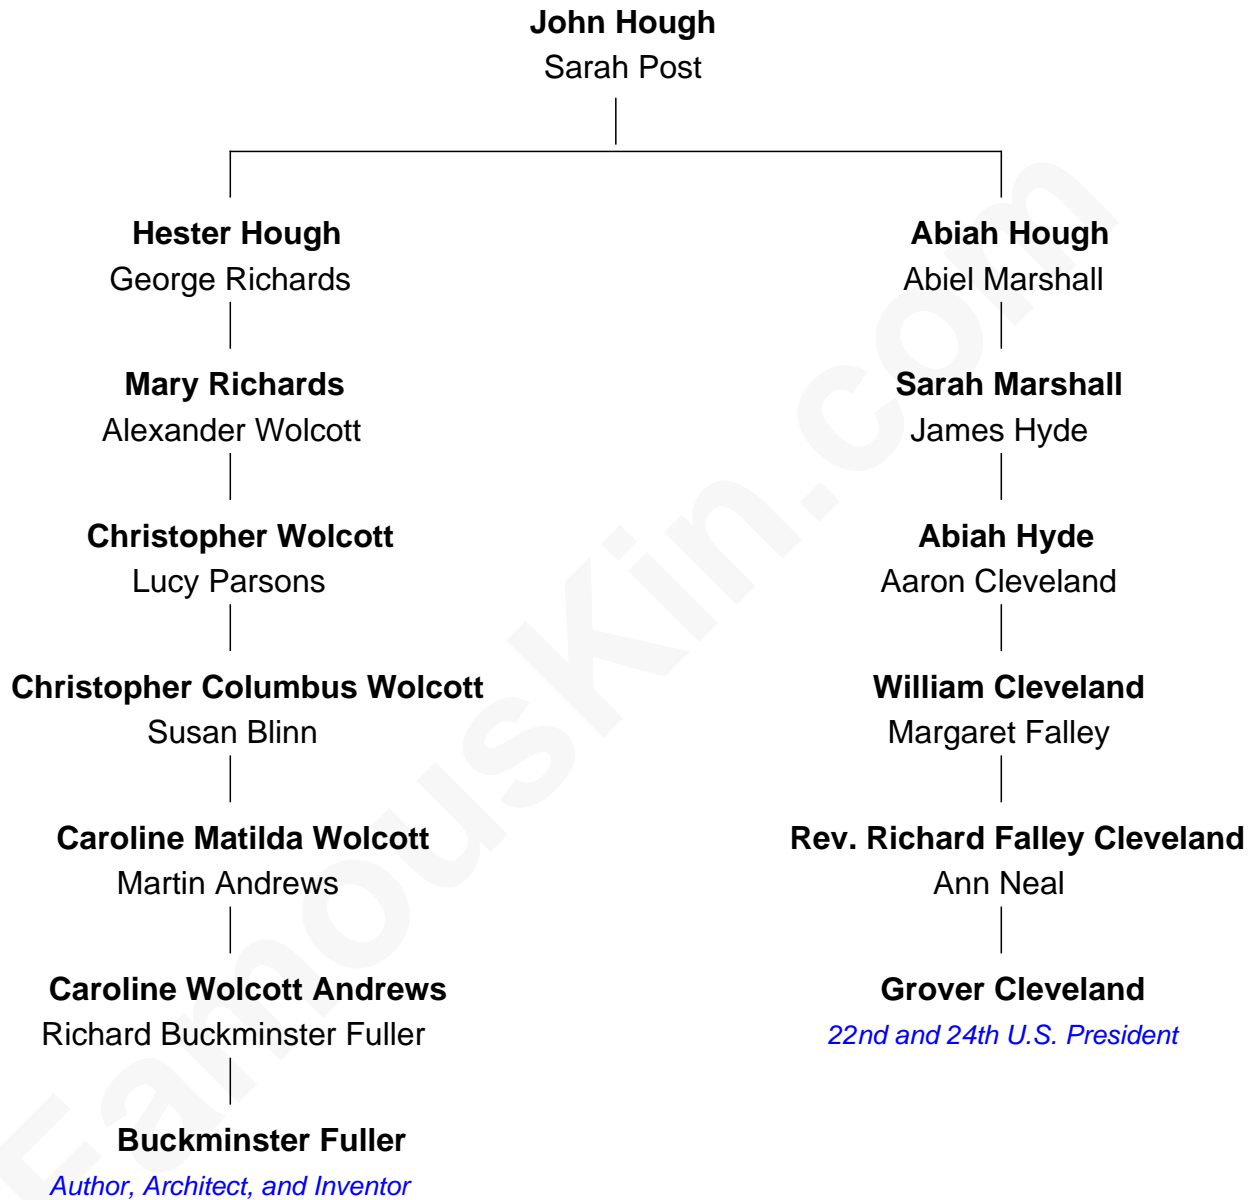 John Hough
Sarah Post
Hester Hough
George Richards
Abiah Hough
Abiel Marshall
Mary Richards
Alexander Wolcott
Sarah Marshall
James Hyde
Christopher Wolcott
Lucy Parsons
Abiah Hyde
Aaron Cleveland
Christopher Columbus Wolcott
Susan Blinn
William Cleveland
Margaret Falley
Caroline Matilda Wolcott
Martin Andrews
Rev. Richard Falley Cleveland
Ann Neal
Caroline Wolcott Andrews
Richard Buckminster Fuller
Grover Cleveland
22nd and 24th U.S. President
Buckminster Fuller
Author, Architect, and Inventor
FamousKin.com